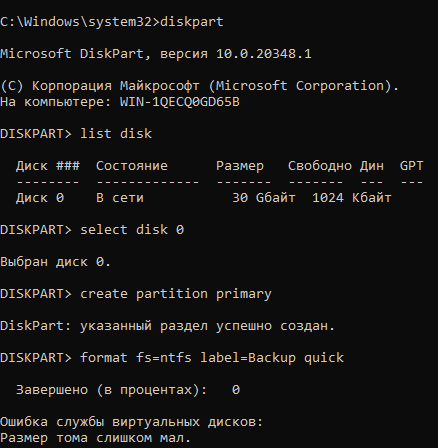 C:\Windows\system32>diskpart
Microsoft DiskPart, версия 10.0.20348.1
(C) Корпорация Майкрософт (Microsoft Corporation).
На компьютере: WIN-1QECQ0GD65B
DISKPART> list disk
Диск ###  Состояние      Размер   Свободно Дин  GPT
--------  -------------  -------  -------  ---  ---
Диск 0    В сети           30 Gбайт  1024 Kбайт
DISKPART> select disk 0
Выбран диск 0.
DISKPART> create partition primary
DiskPart: указанный раздел успешно создан.
DISKPART> format fs=ntfs label=Backup quick
Завершено (в процентах):   0
Ошибка службы виртуальных дисков:
Размер тома слишком мал.